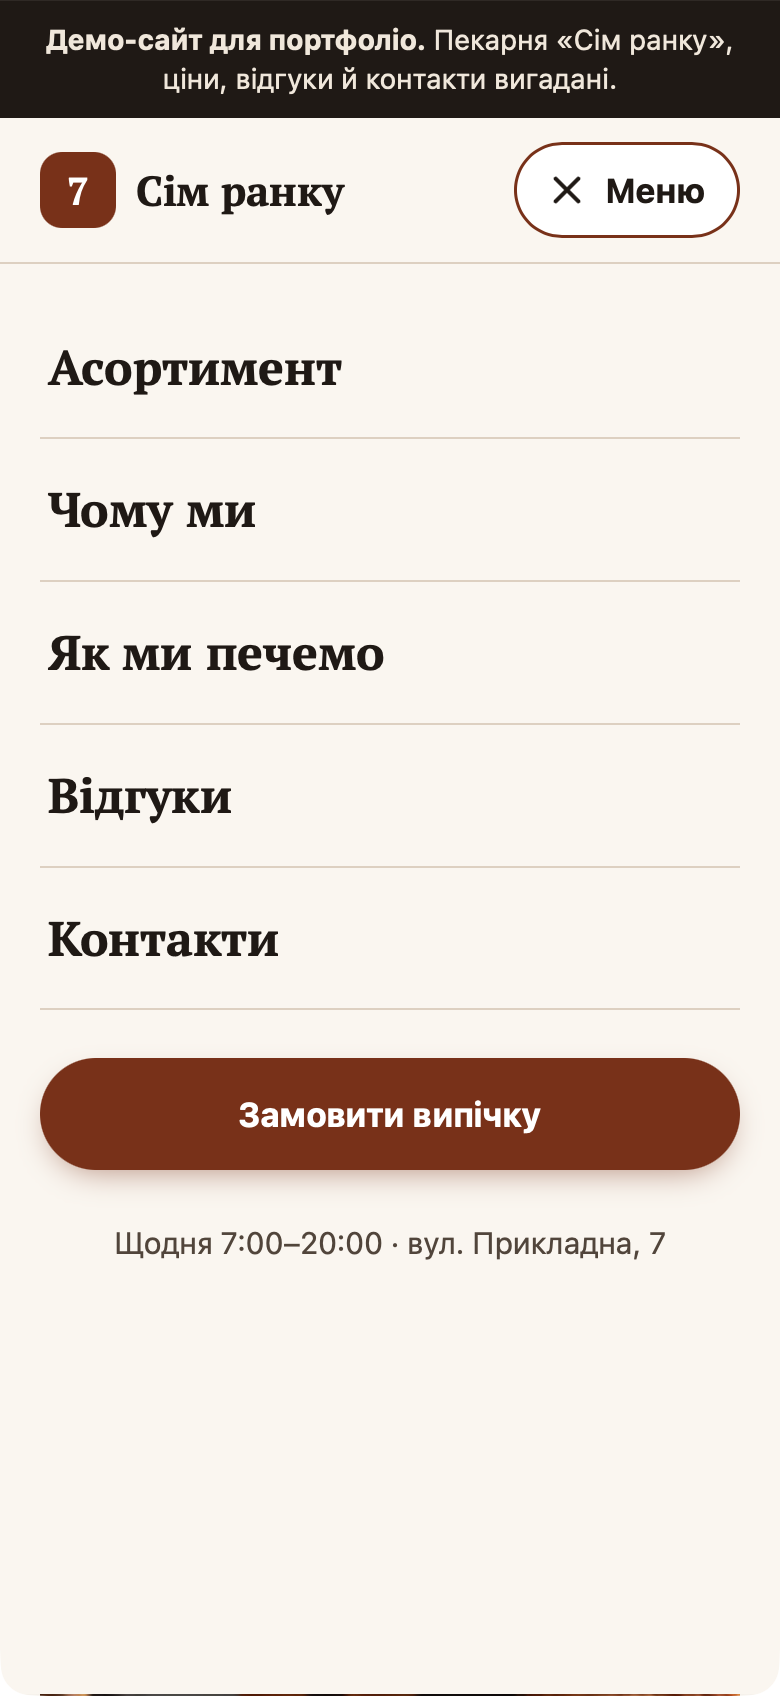 Демо-сайт для портфоліо. Пекарня «Сім ранку»,
ціни, відгуки й контакти вигадані.
7 Сім ранку
Меню
Асортимент
Чому ми
Як ми печемо
Відгуки
Контакти
Замовити випічку
Щодня 7:00–20:00 · вул. Прикладна, 7